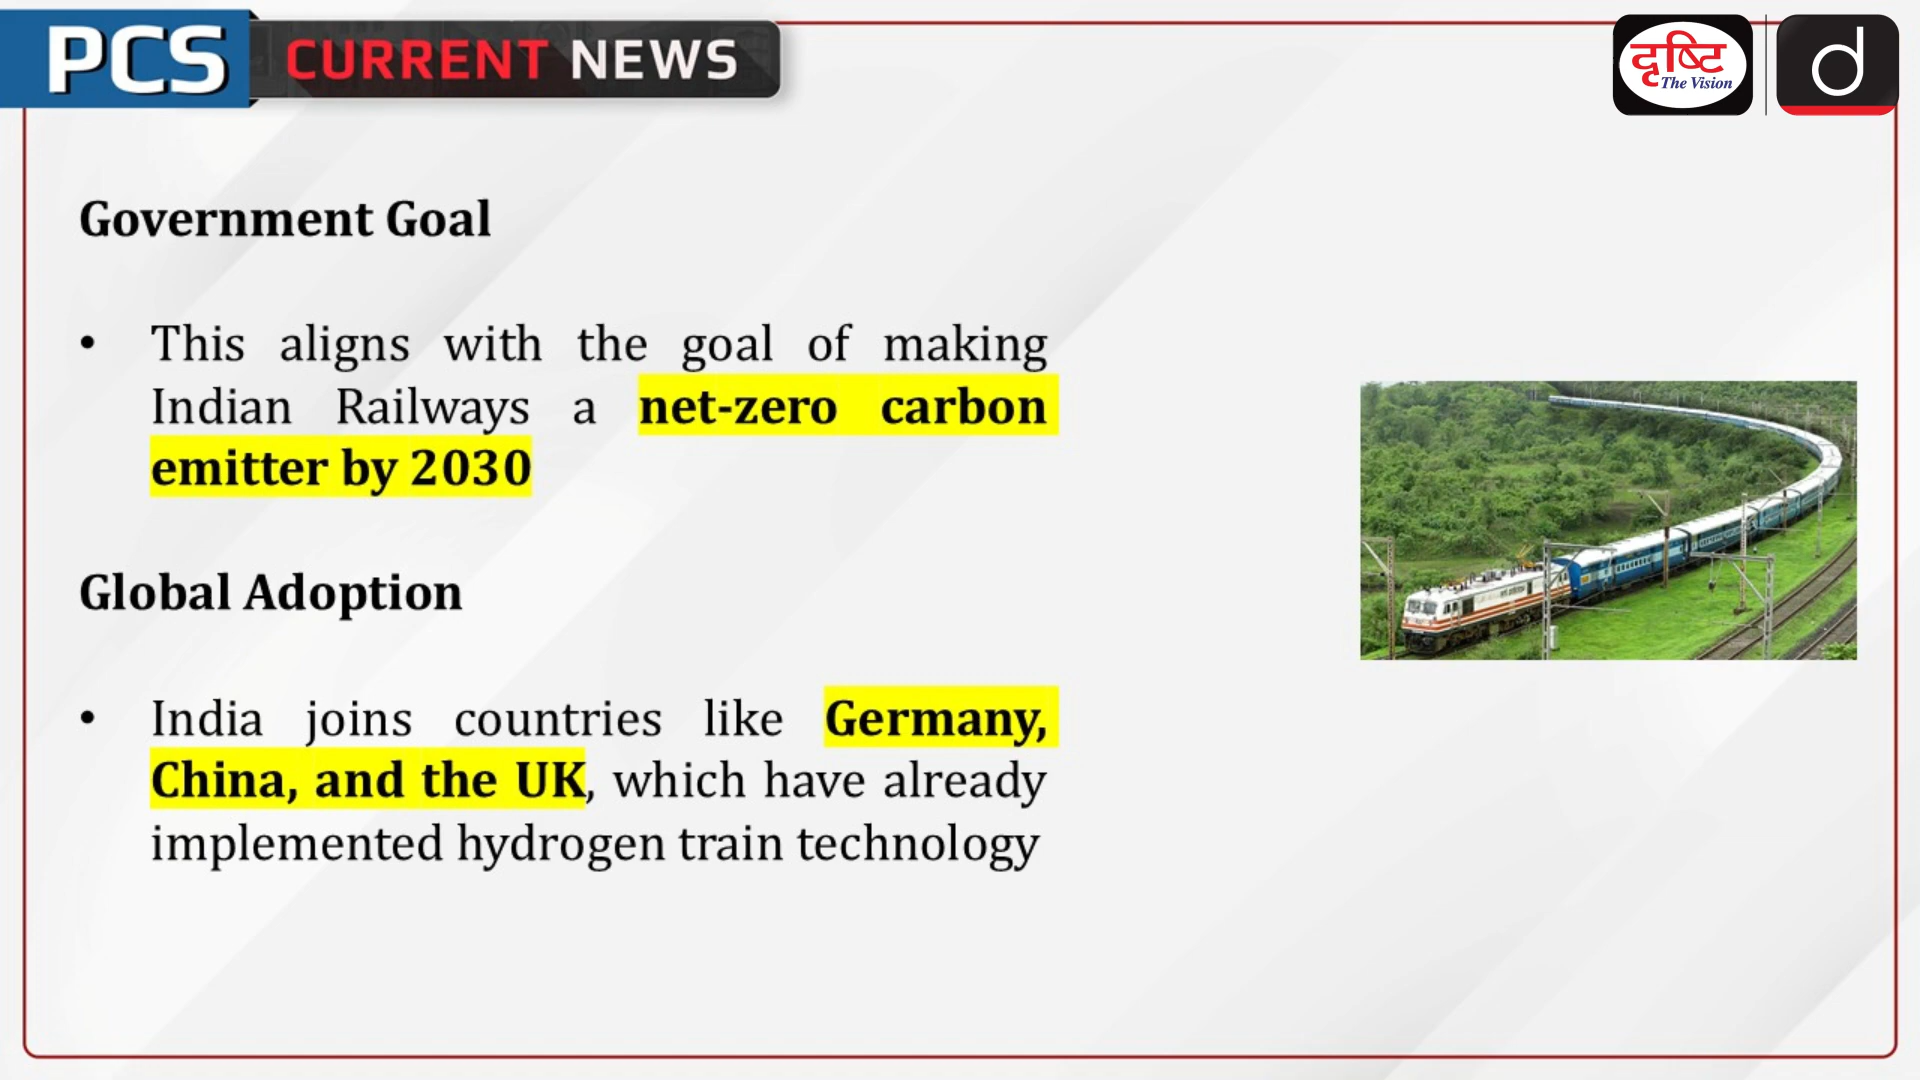 PCS CURRENT NEWS
दृष्टि
The Vision
d
Government Goal
• This aligns with the goal of making
Indian Railways a net-zero carbon
emitter by 2030
Global Adoption
• India joins countries like Germany,
China, and the UK, which have already
implemented hydrogen train technology